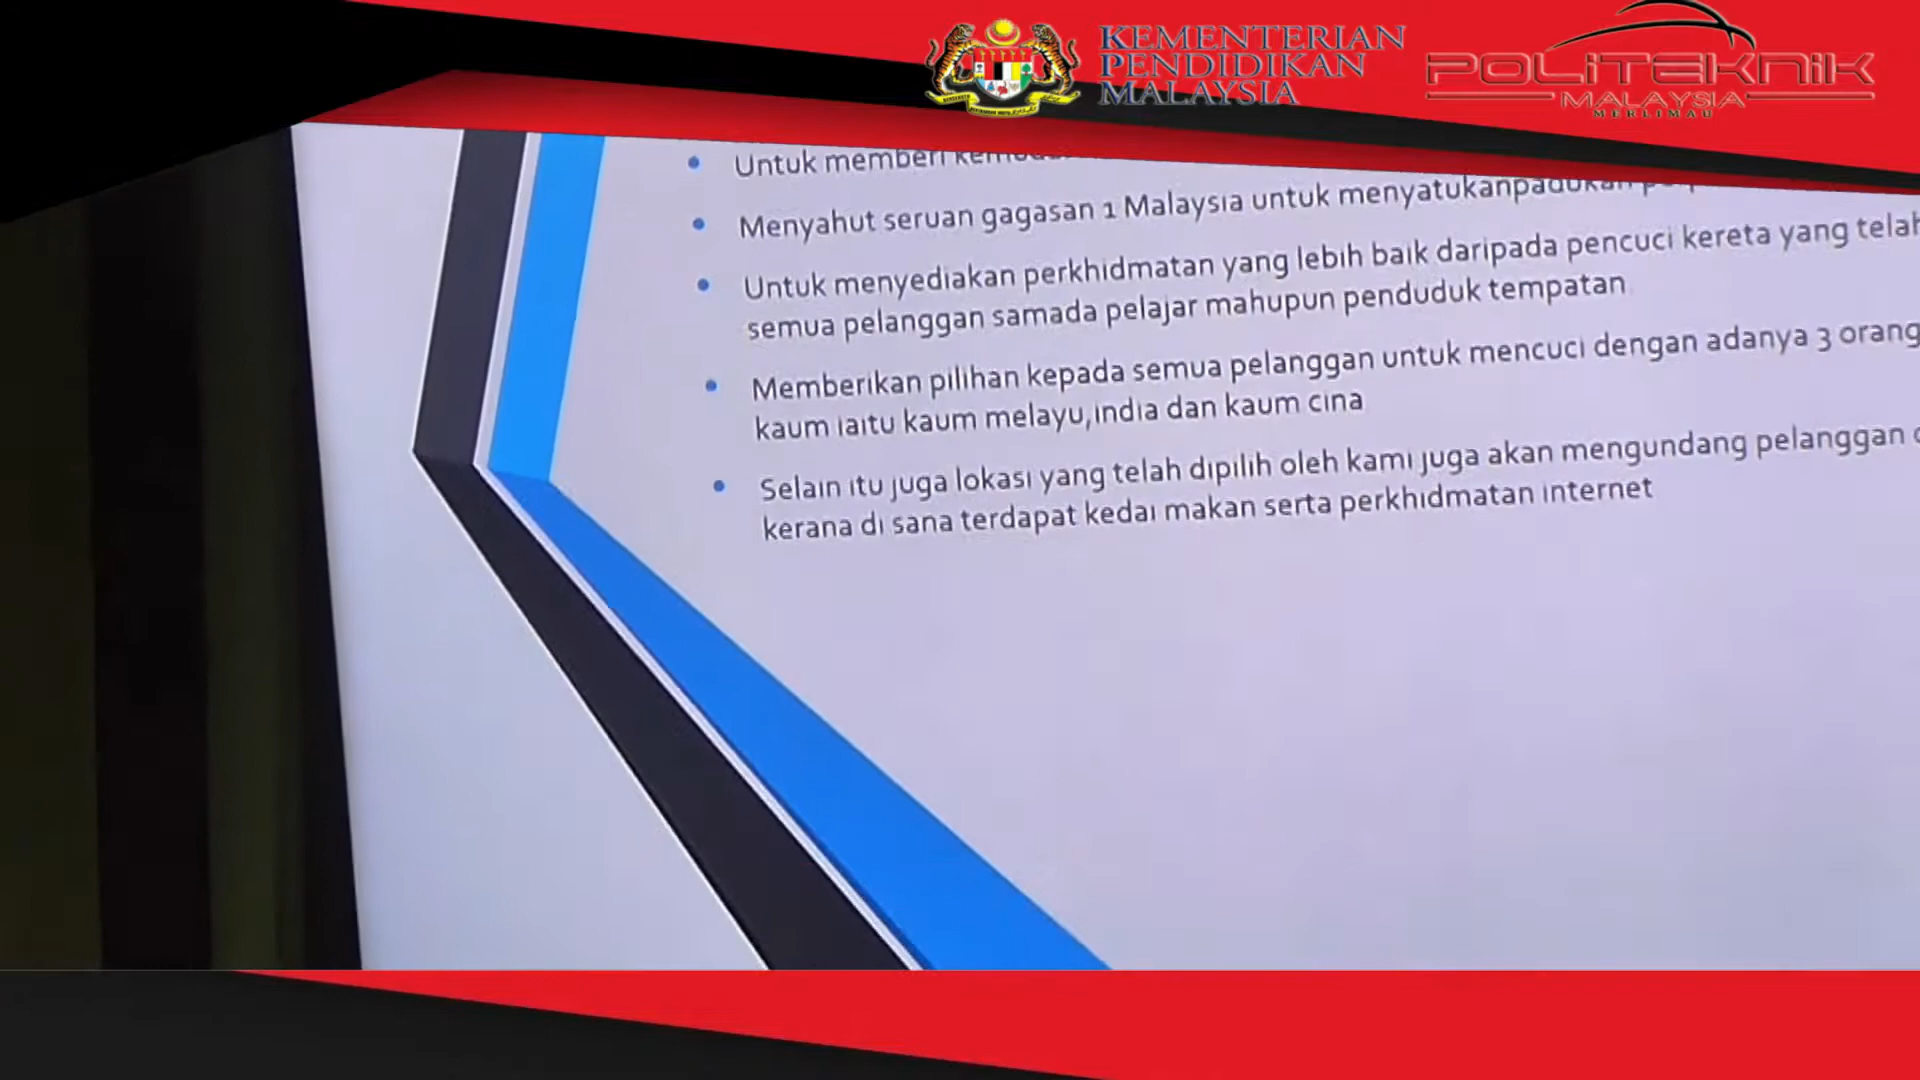 KEMENTERIAN
PENDIDIKAN
MALAYSIA
POLITEKNIK
MALAYSIA
MERLIMAU
Untuk memberi
Menyahut seruan gagasan 1 Malaysia untuk menyatukanpadukan
Untuk menyediakan perkhidmatan yang lebih baik daripada pencuci kereta yang telah
semua pelanggan samada pelajar mahupun penduduk tempatan
Memberikan pilihan kepada semua pelanggan untuk mencuci dengan adanya 3 orang
kaum iaitu kaum melayu,india dan kaum cina
Selain itu juga lokasi yang telah dipilih oleh kami juga akan mengundang pelanggan
kerana di sana terdapat kedai makan serta perkhidmatan internet